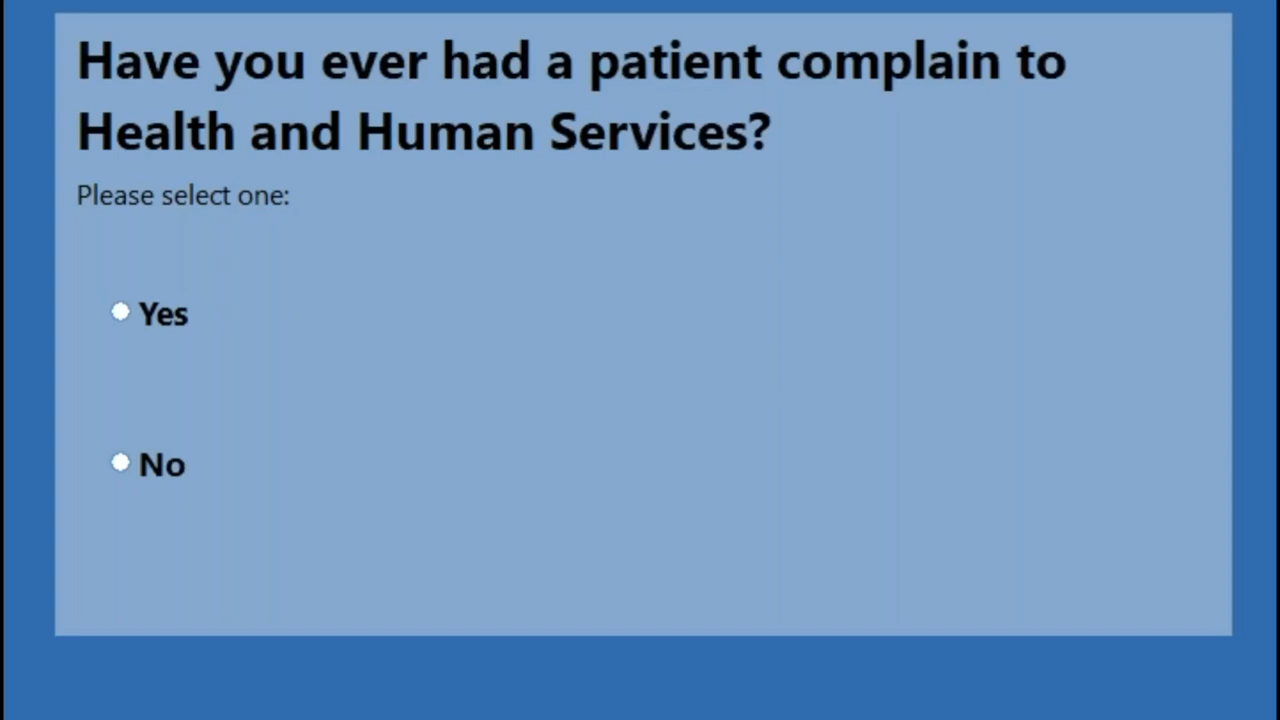 Have you ever had a patient complain to
Health and Human Services?
Please select one:
Yes
No